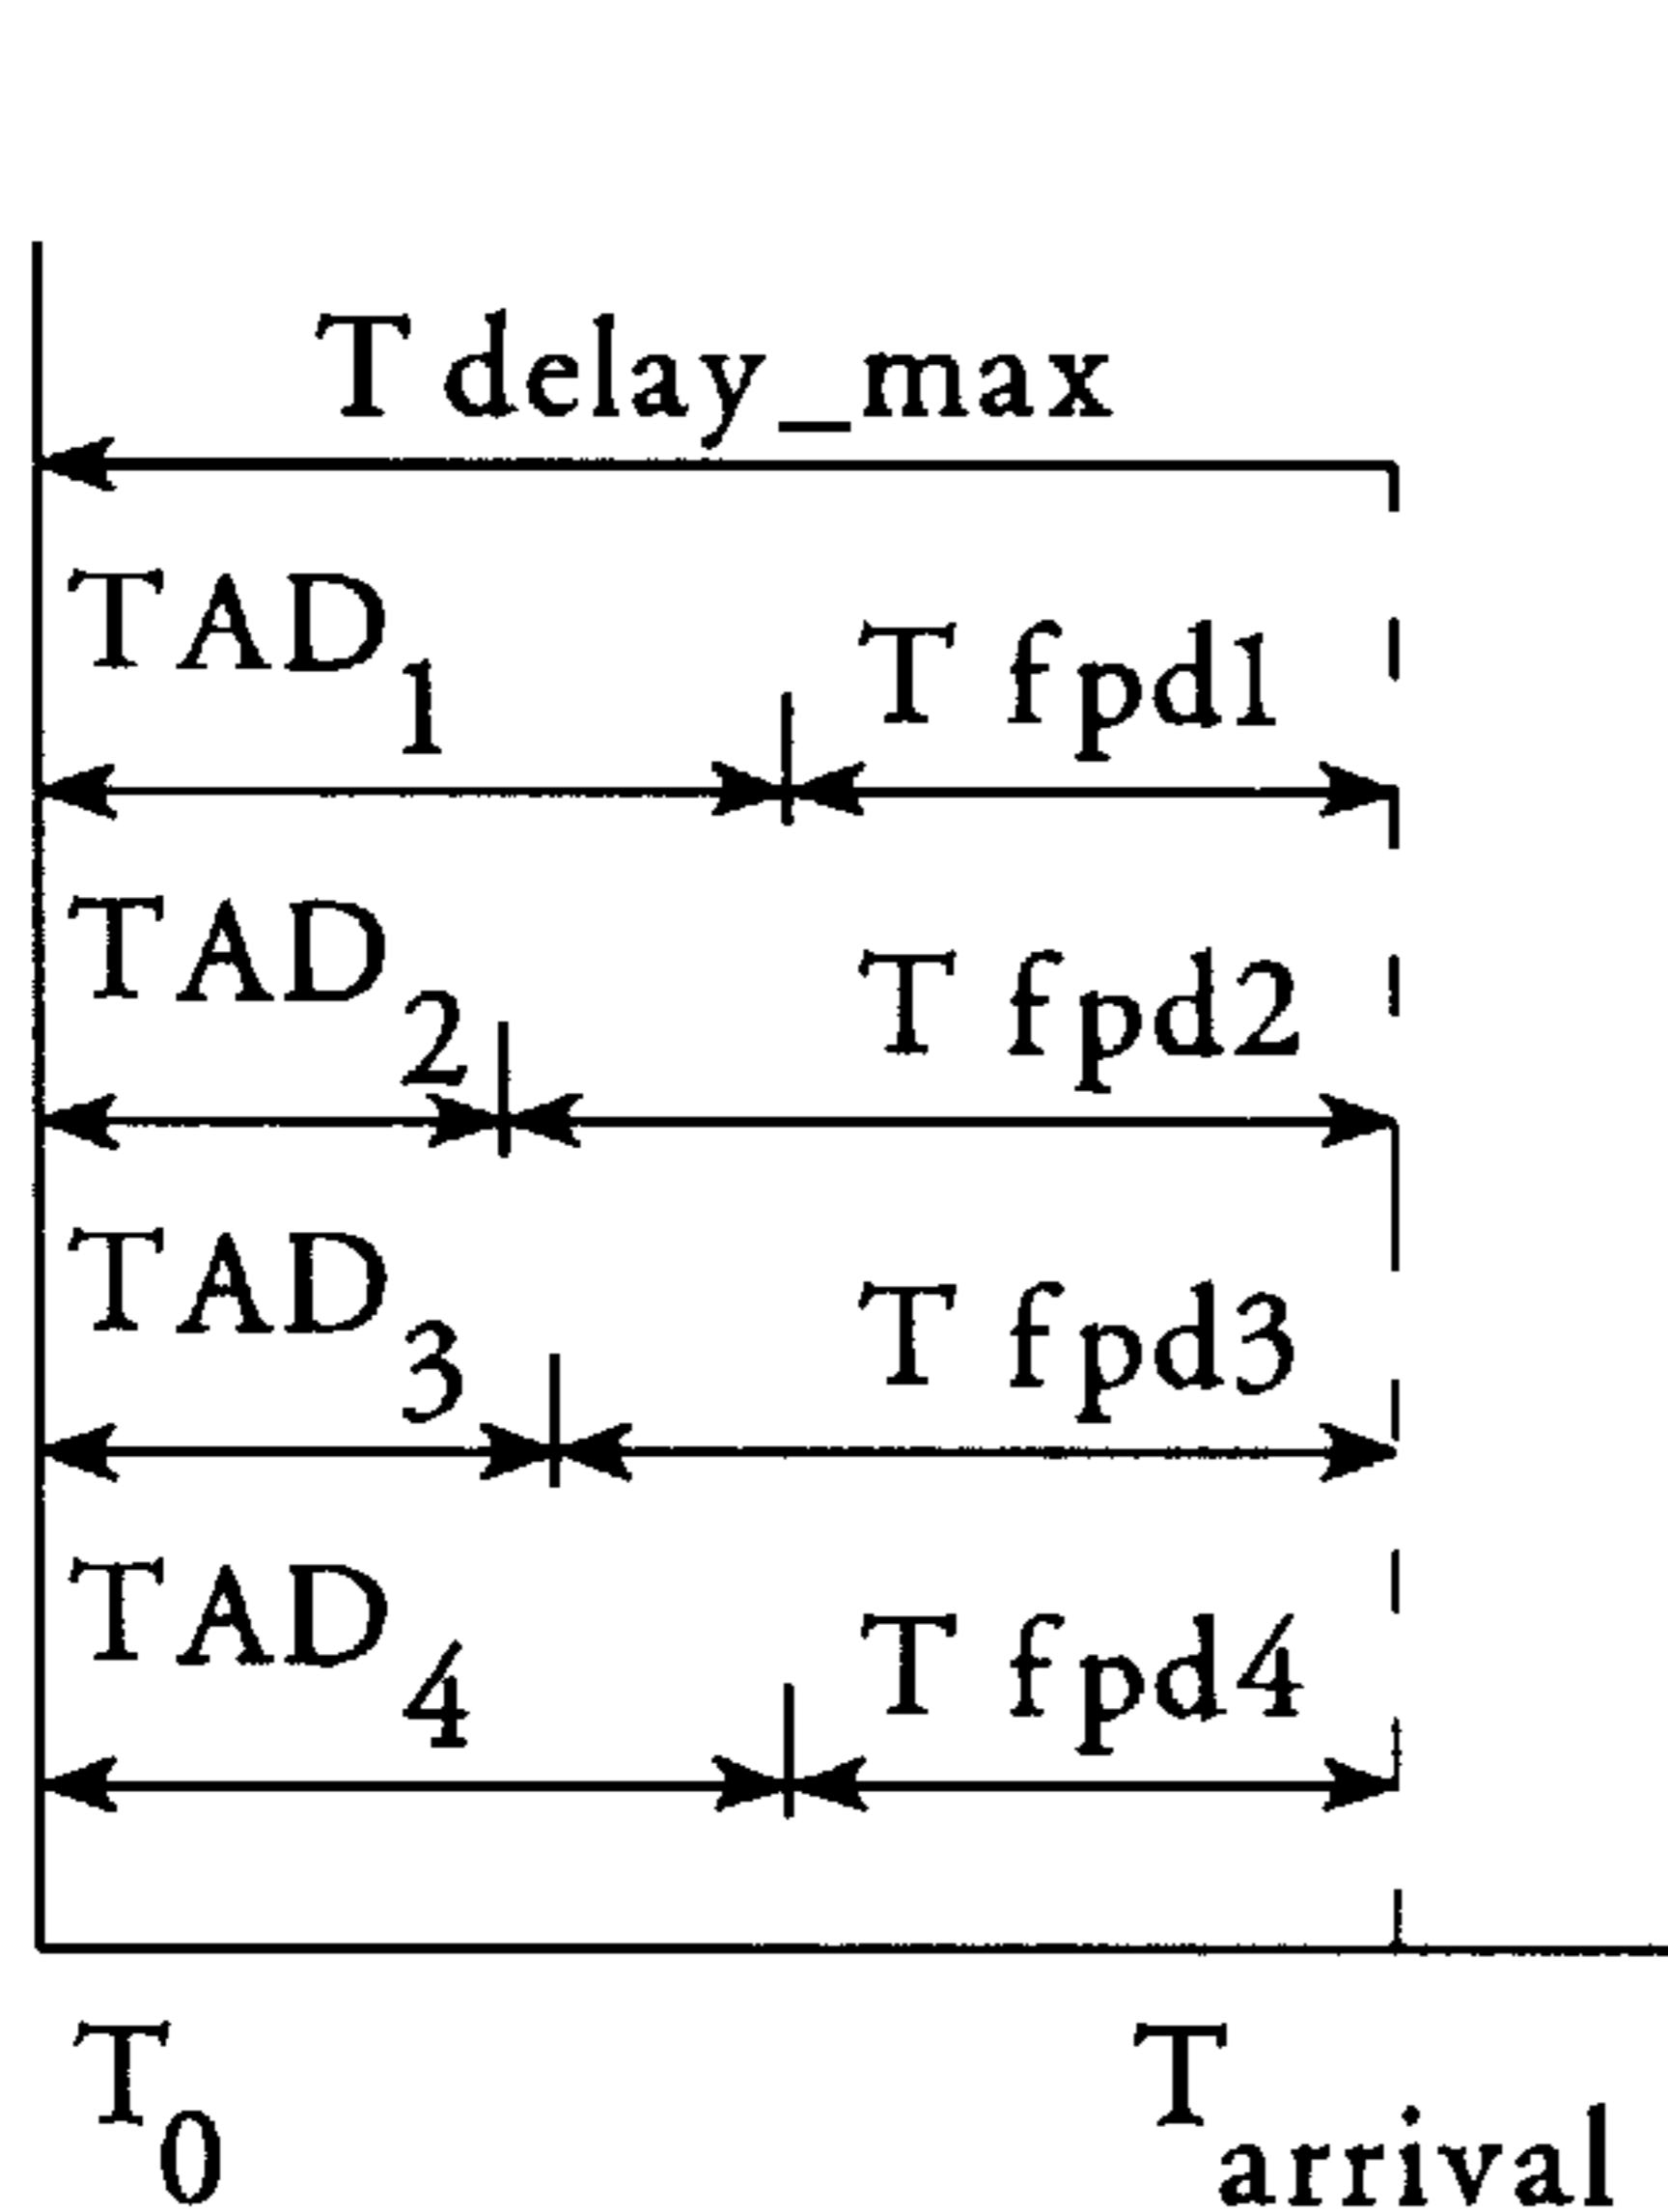 T delay_max
TAD1 T fpd1
TAD2 T fpd2
TAD3 T fpd3
TAD4 T fpd4
T0 Tarrival